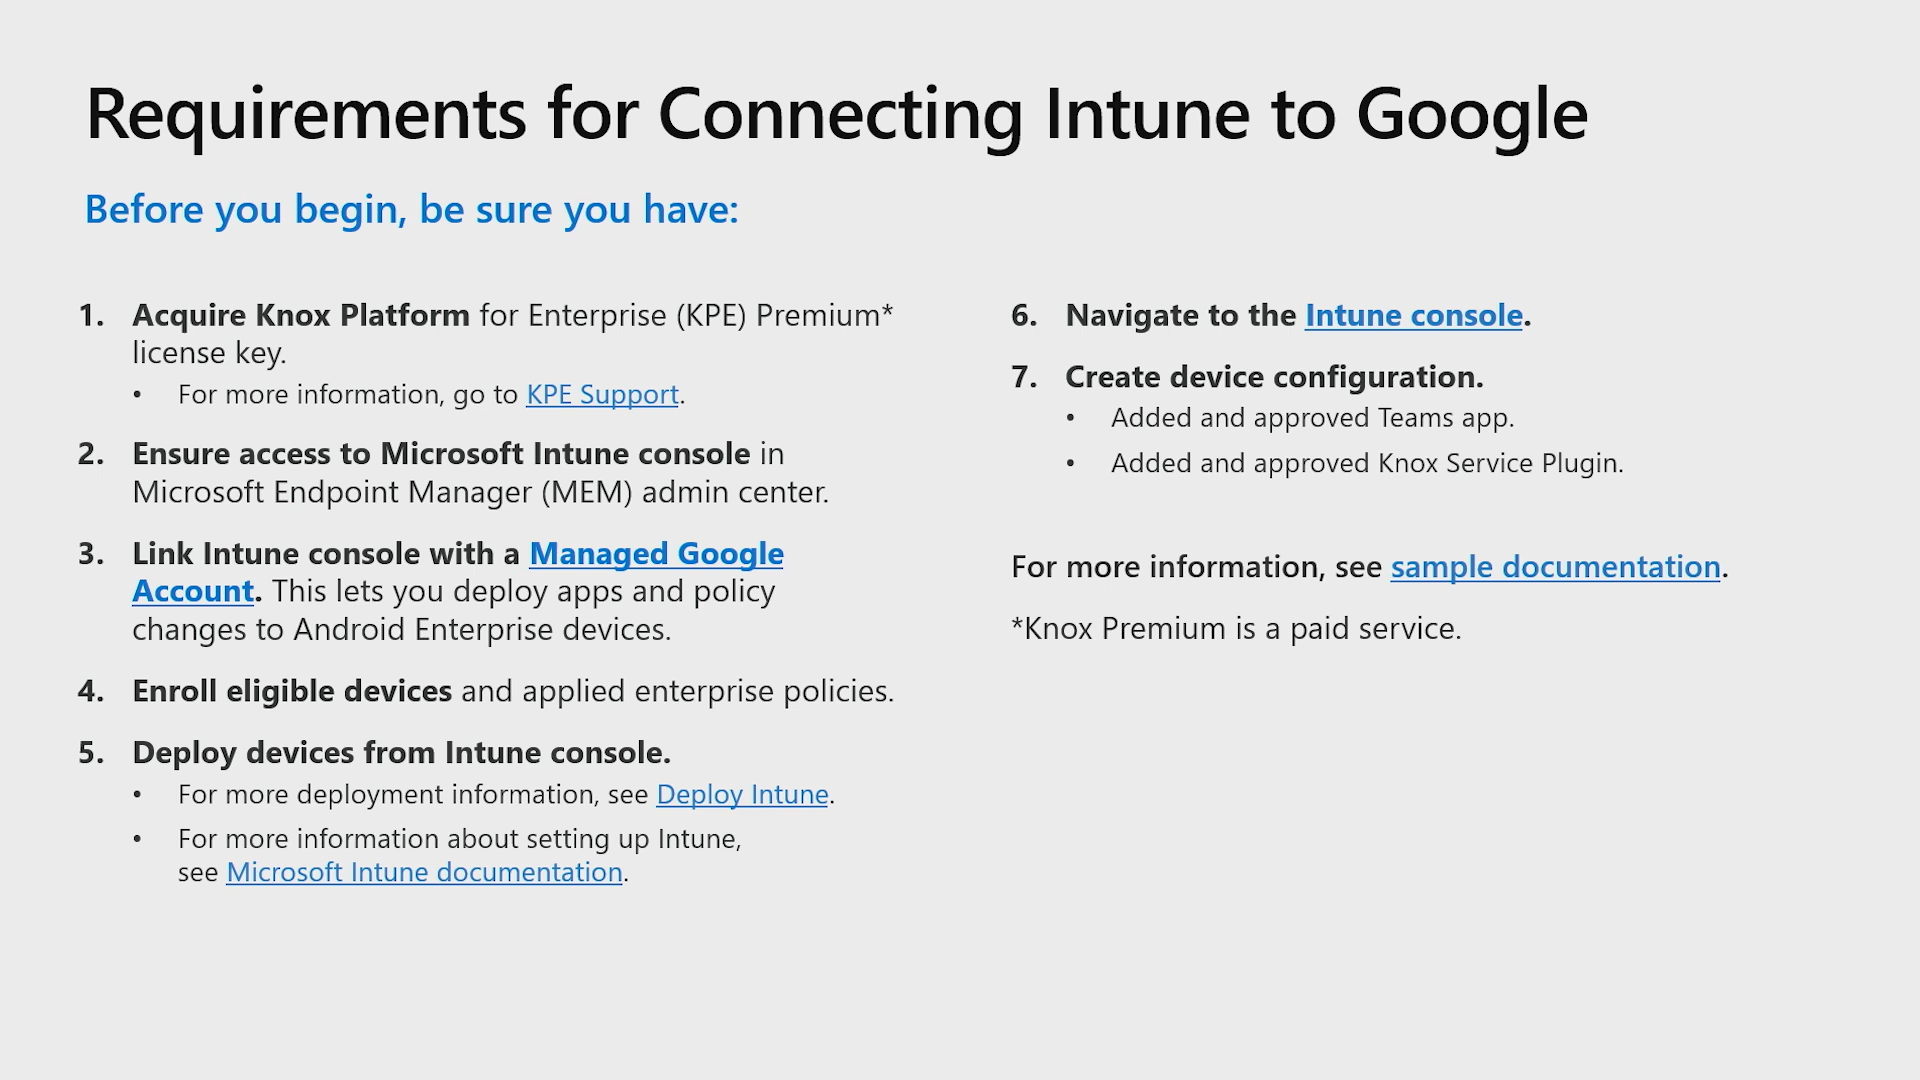 Requirements for Connecting Intune to Google
Before you begin, be sure you have:
1. Acquire Knox Platform for Enterprise (KPE) Premium*
license key.
• For more information, go to KPE Support.
2. Ensure access to Microsoft Intune console in
Microsoft Endpoint Manager (MEM) admin center.
3. Link Intune console with a Managed Google
Account. This lets you deploy apps and policy
changes to Android Enterprise devices.
4. Enroll eligible devices and applied enterprise policies.
5. Deploy devices from Intune console.
• For more deployment information, see Deploy Intune.
• For more information about setting up Intune,
see Microsoft Intune documentation.
6. Navigate to the Intune console.
7. Create device configuration.
• Added and approved Teams app.
• Added and approved Knox Service Plugin.
For more information, see sample documentation.
*Knox Premium is a paid service.